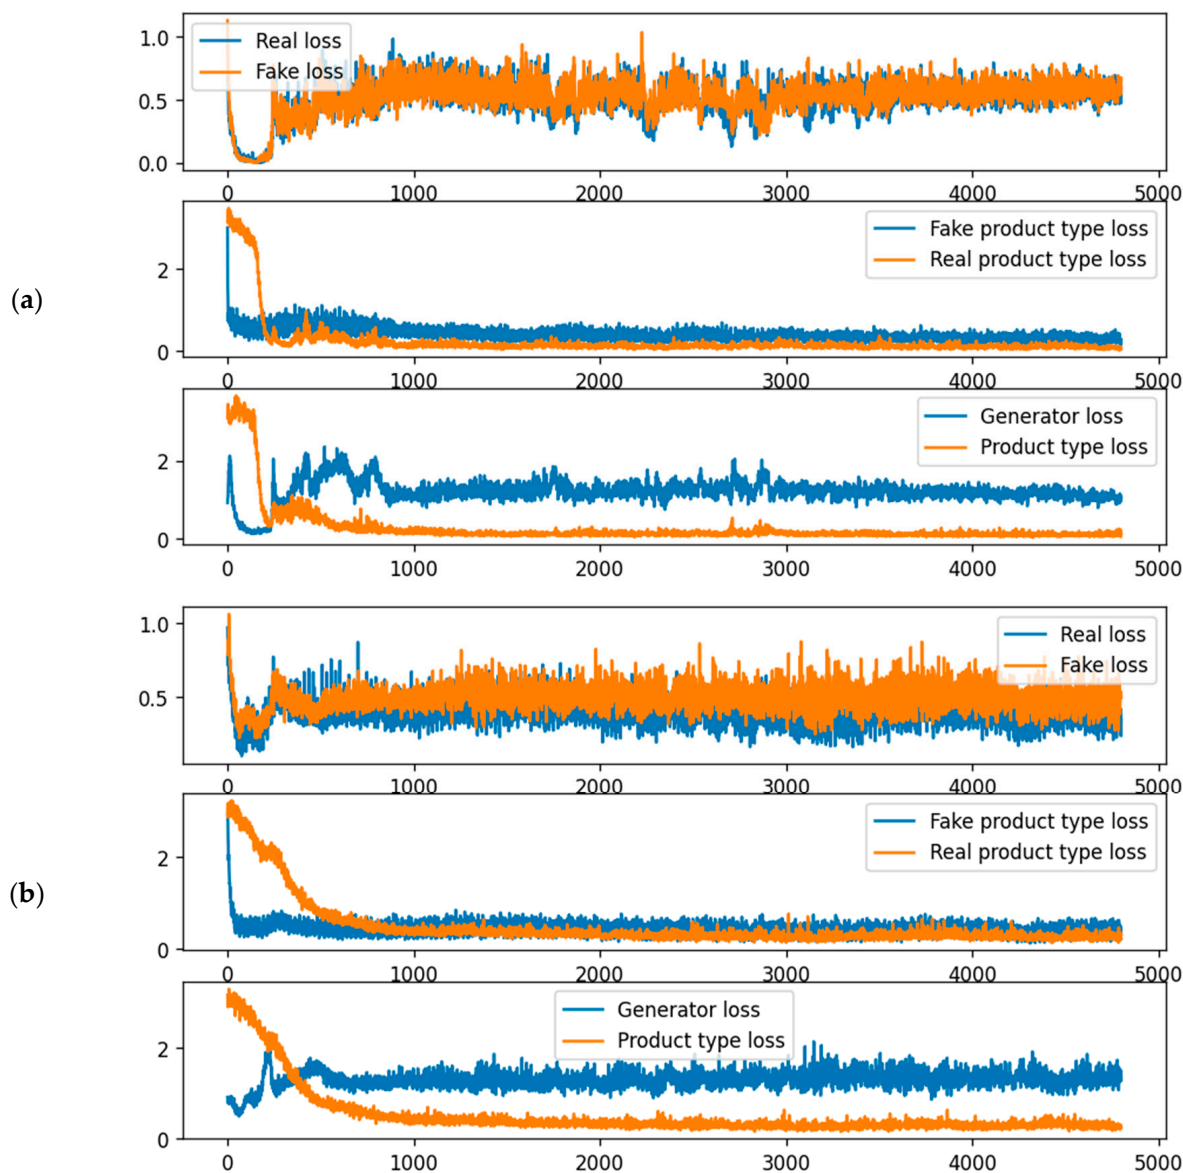 Real loss
Fake loss
1.0
0.5
0.0
0 1000 2000 3000 4000 5000
Fake product type loss
Real product type loss
2
0
0 1000 2000 3000 4000 5000
(a)
Generator loss
Product type loss
2
0
0 1000 2000 3000 4000 5000
Real loss
Fake loss
1.0
0.5
0 1000 2000 3000 4000 5000
Fake product type loss
Real product type loss
2
0
0 1000 2000 3000 4000 5000
(b)
Generator loss
Product type loss
2
0
0 1000 2000 3000 4000 5000